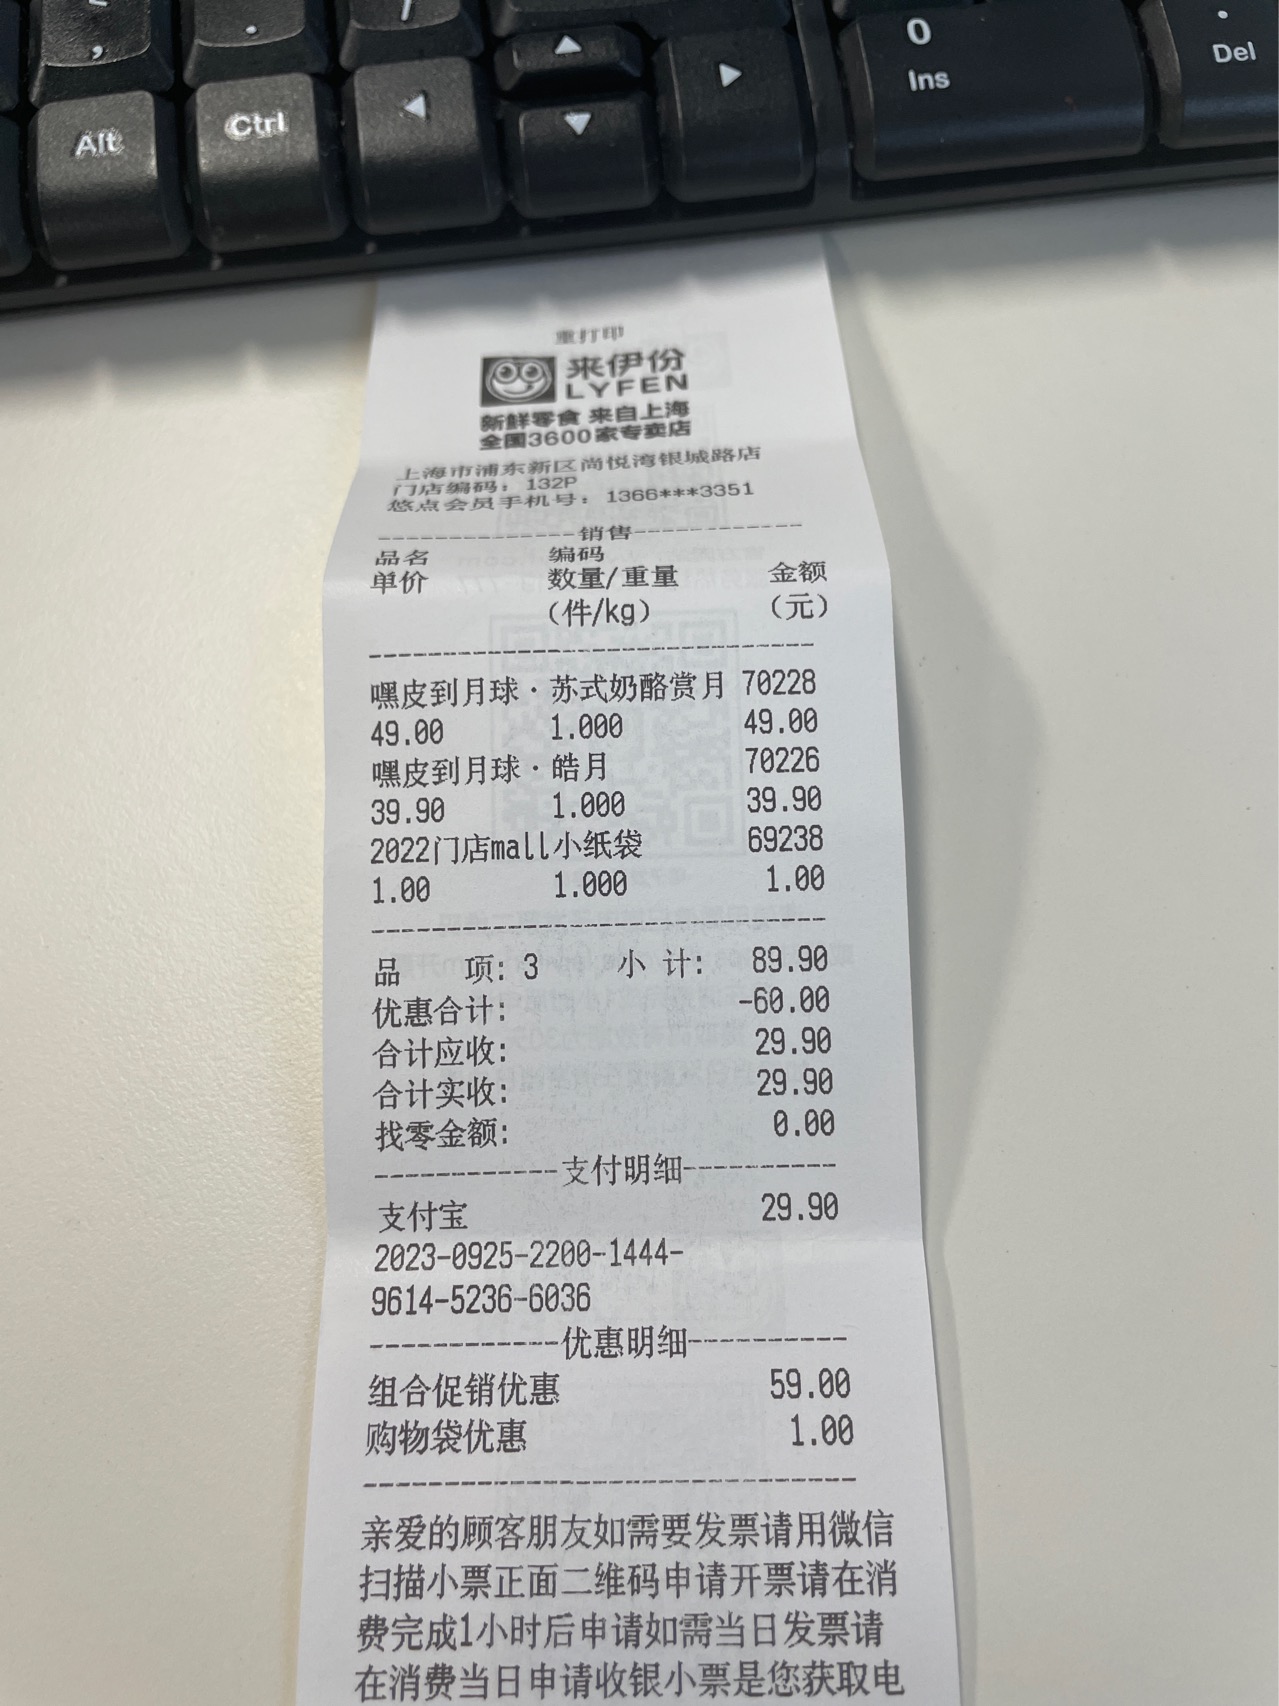 Alt
Ctrl
0
Ins
.
Del
重打印
来伊份
LYFEN
新鲜零食 来自上海
全国3600家专卖店
上海市浦东新区尚悦湾银城路店
门店编码：132P
悠点会员手机号：1366***3351
---------------销售-------------
品名 编码
单价 数量/重量 金额
（件/kg） （元）
嘿皮到月球·苏式奶酪赏月 70228
49.00 1.000 49.00
嘿皮到月球·皓月 70226
39.90 1.000 39.90
2022门店mall小纸袋 69238
1.00 1.000 1.00
品 项: 3 小 计: 89.90
优惠合计: -60.00
合计应收: 29.90
合计实收: 29.90
找零金额: 0.00
------------支付明细----------
支付宝 29.90
2023-0925-2200-1444-
9614-5236-6036
------------优惠明细----------
组合促销优惠 59.00
购物袋优惠 1.00
亲爱的顾客朋友如需要发票请用微信
扫描小票正面二维码申请开票请在消
费完成1小时后申请如需当日发票请
在消费当日申请收银小票是您获取电